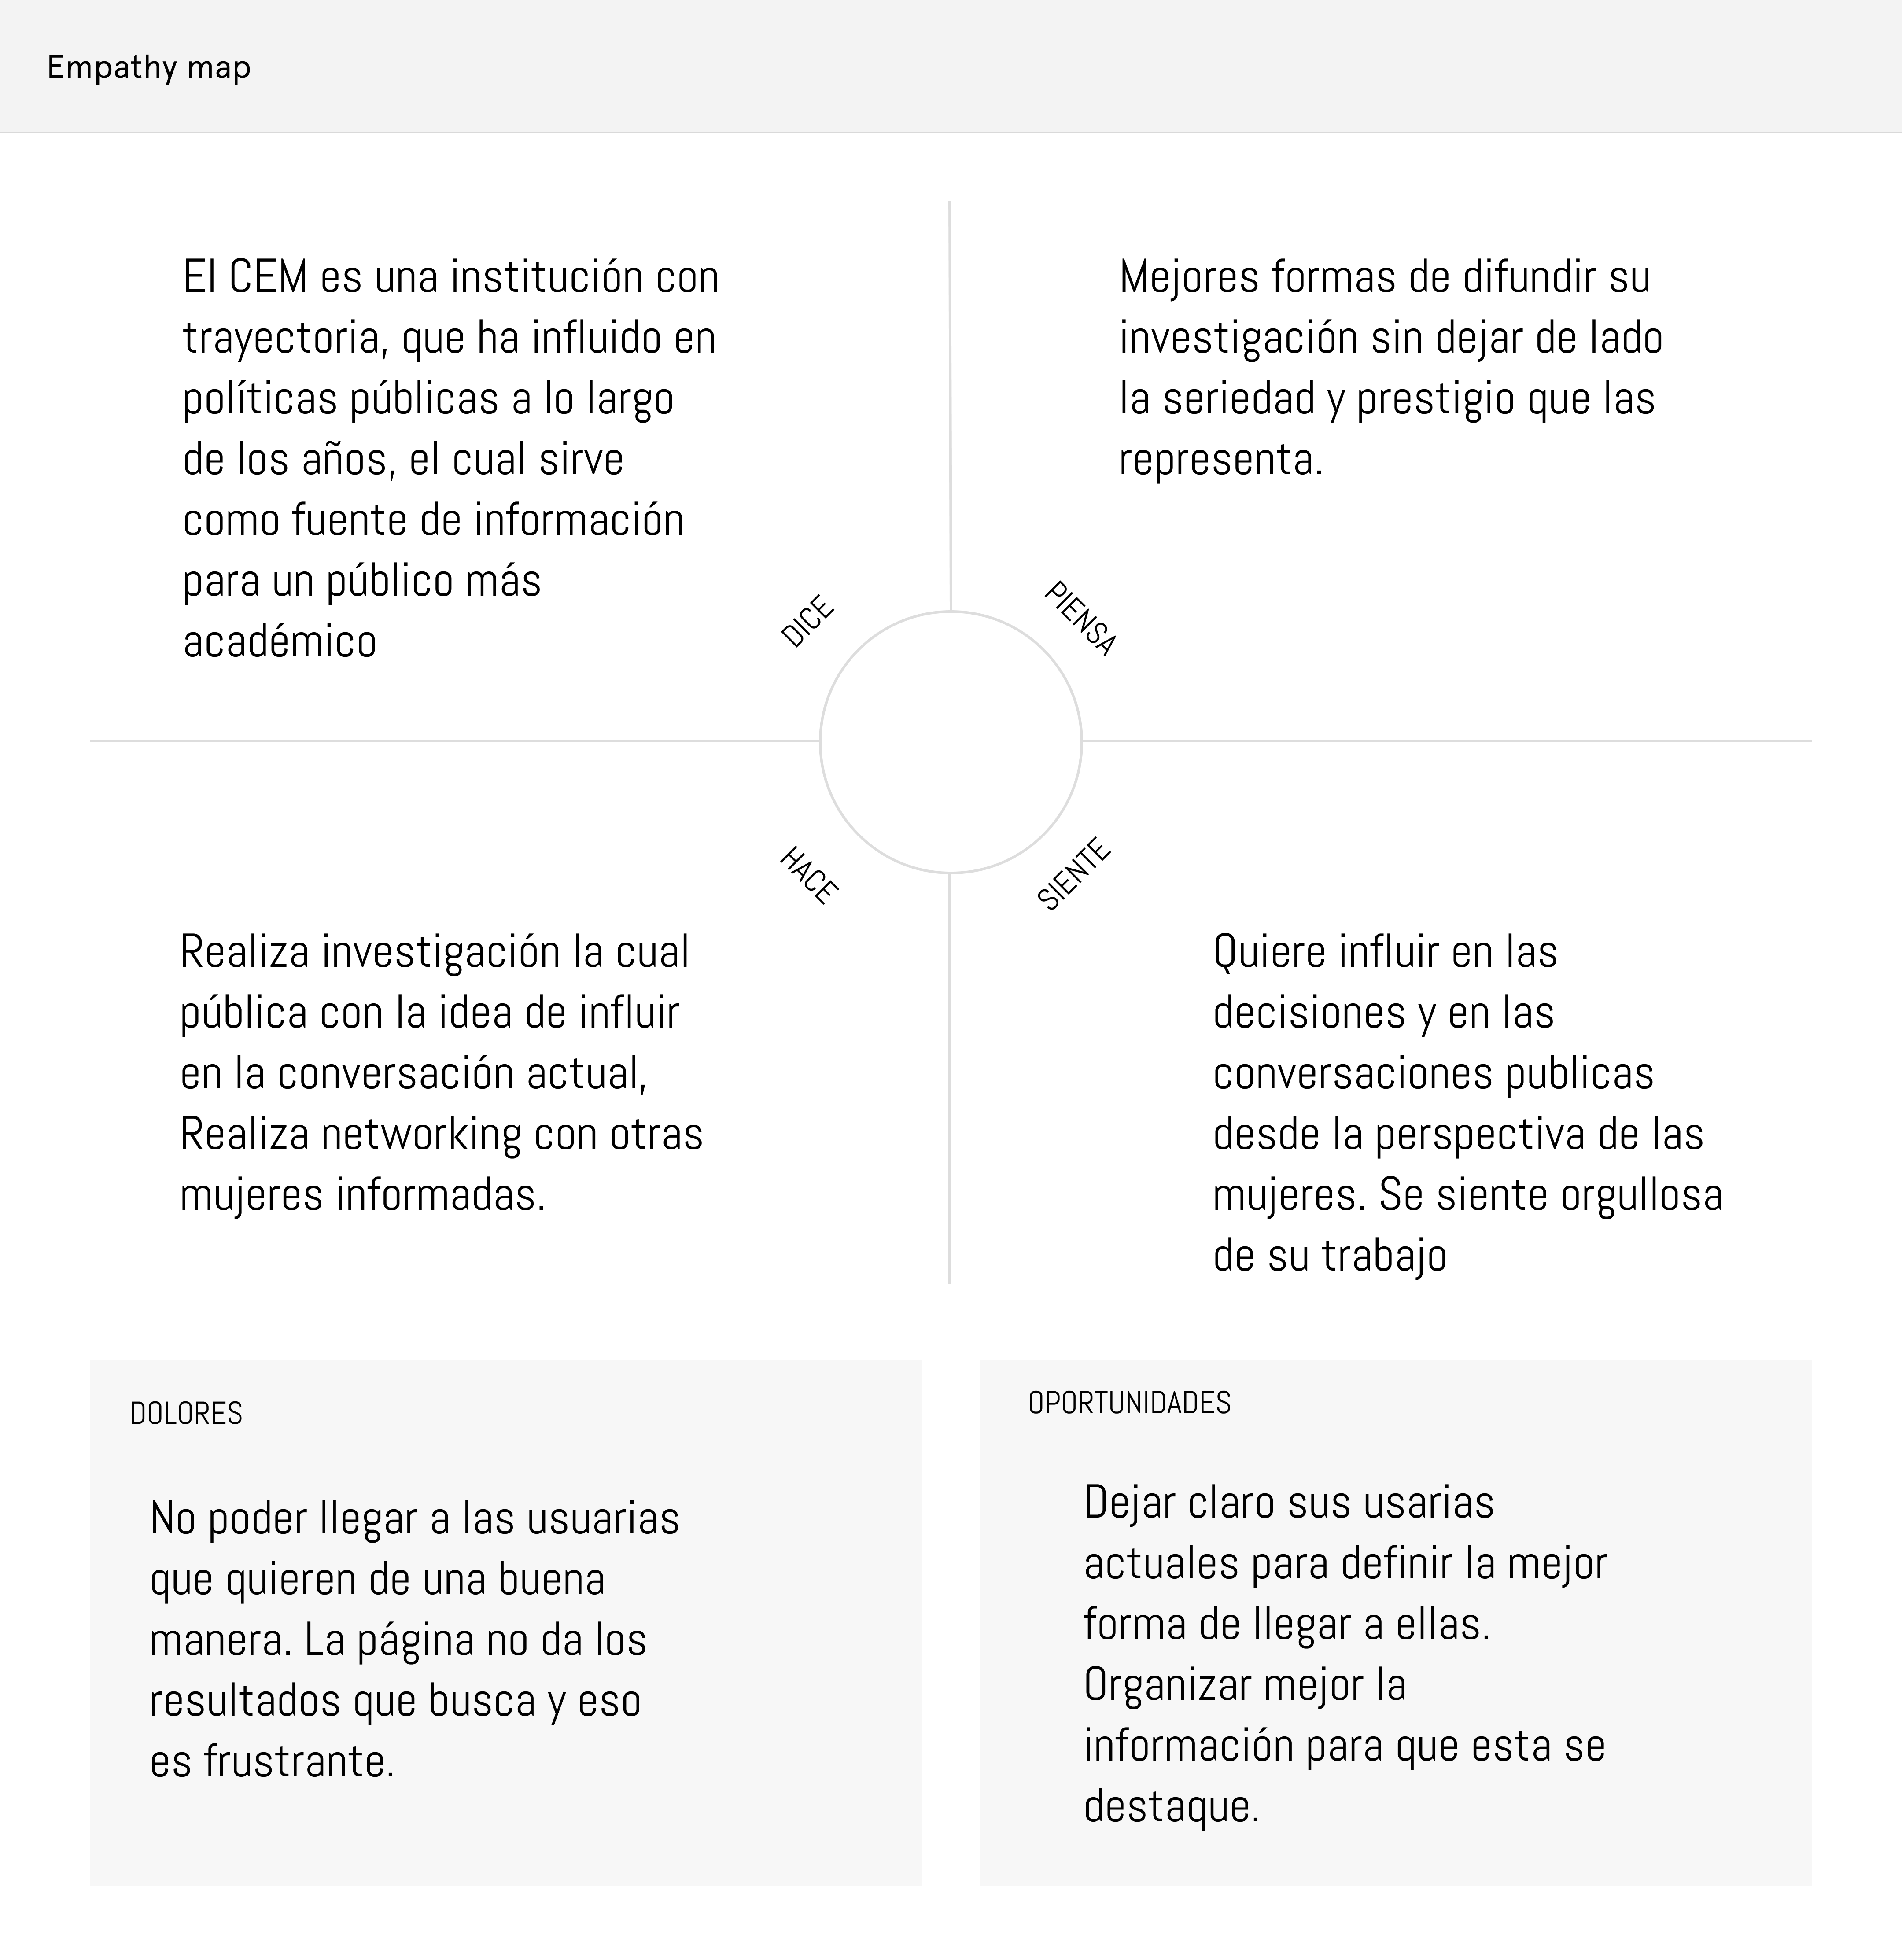 Empathy map
El CEM es una institución con
trayectoria, que ha influido en
políticas públicas a lo largo
de los años, el cual sirve
como fuente de información
para un público más
académico
DICE
Mejores formas de difundir su
investigación sin dejar de lado
la seriedad y prestigio que las
representa.
PIENSA
HACE
Realiza investigación la cual
pública con la idea de influir
en la conversación actual,
Realiza networking con otras
mujeres informadas.
SIENTE
Quiere influir en las
decisiones y en las
conversaciones publicas
desde la perspectiva de las
mujeres. Se siente orgullosa
de su trabajo
DOLORES
No poder llegar a las usuarias
que quieren de una buena
manera. La página no da los
resultados que busca y eso
es frustrante.
OPORTUNIDADES
Dejar claro sus usarias
actuales para definir la mejor
forma de llegar a ellas.
Organizar mejor la
información para que esta se
destaque.